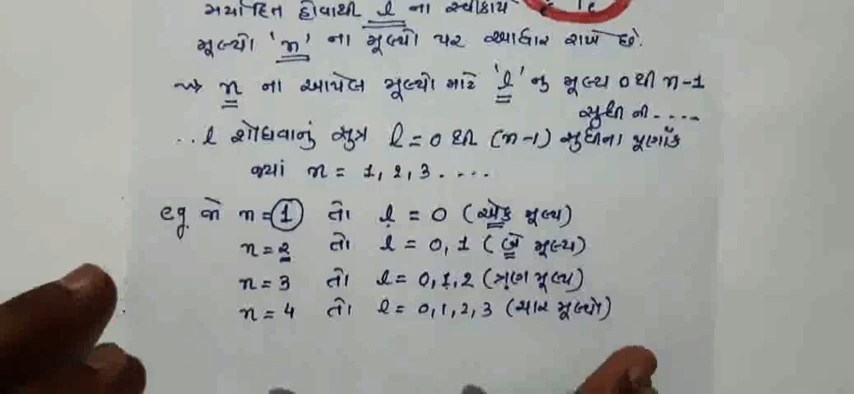 મર્યાદિત હોવાથી l ના સ્વીકાર્ય
મૂલ્યો 'n' ના મૂલ્યો પર આધાર રાખે છે.
→ n ના આપેલ મૂલ્યો માટે 'l' નું મૂલ્ય 0 થી n-1
સુધી ની ....
.. l શોધવાનું સુત્ર l = 0 થી (n-1) સુધીના પૂર્ણાંક
જ્યાં n = 1, 2, 3 ....
eg. જો n = 1 તો l = 0 (એક મૂલ્ય)
n = 2 તો l = 0, 1 (બે મૂલ્ય)
n = 3 તો l = 0, 1, 2 (ત્રણ મૂલ્ય)
n = 4 તો l = 0, 1, 2, 3 (ચાર મૂલ્યો)